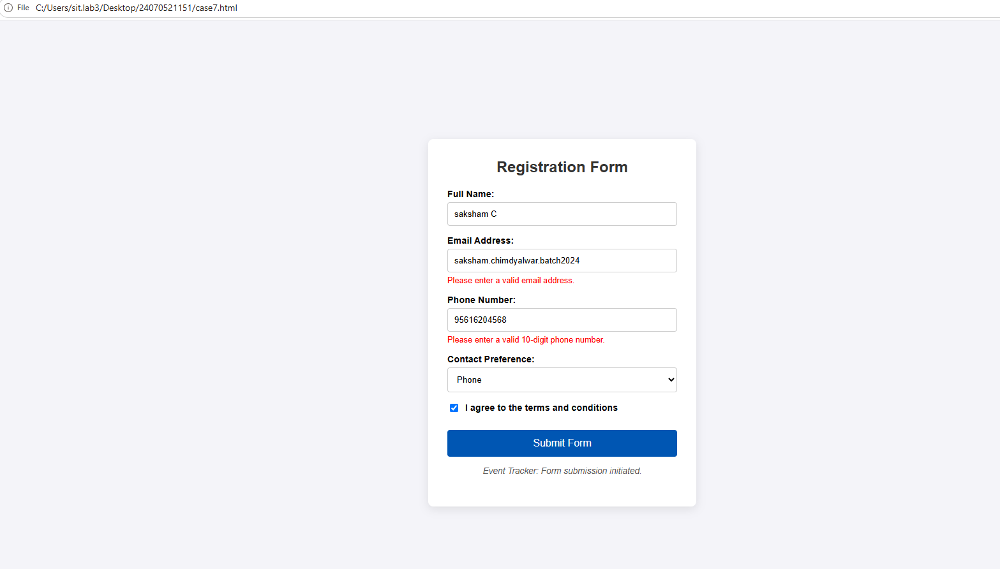 File C:/Users/sit.lab3/Desktop/24070521151/case7.html
Registration Form
Full Name:
saksham C
Email Address:
saksham.chimdyalwar.batch2024
Please enter a valid email address.
Phone Number:
95616204568
Please enter a valid 10-digit phone number.
Contact Preference:
Phone
I agree to the terms and conditions
Submit Form
Event Tracker: Form submission initiated.